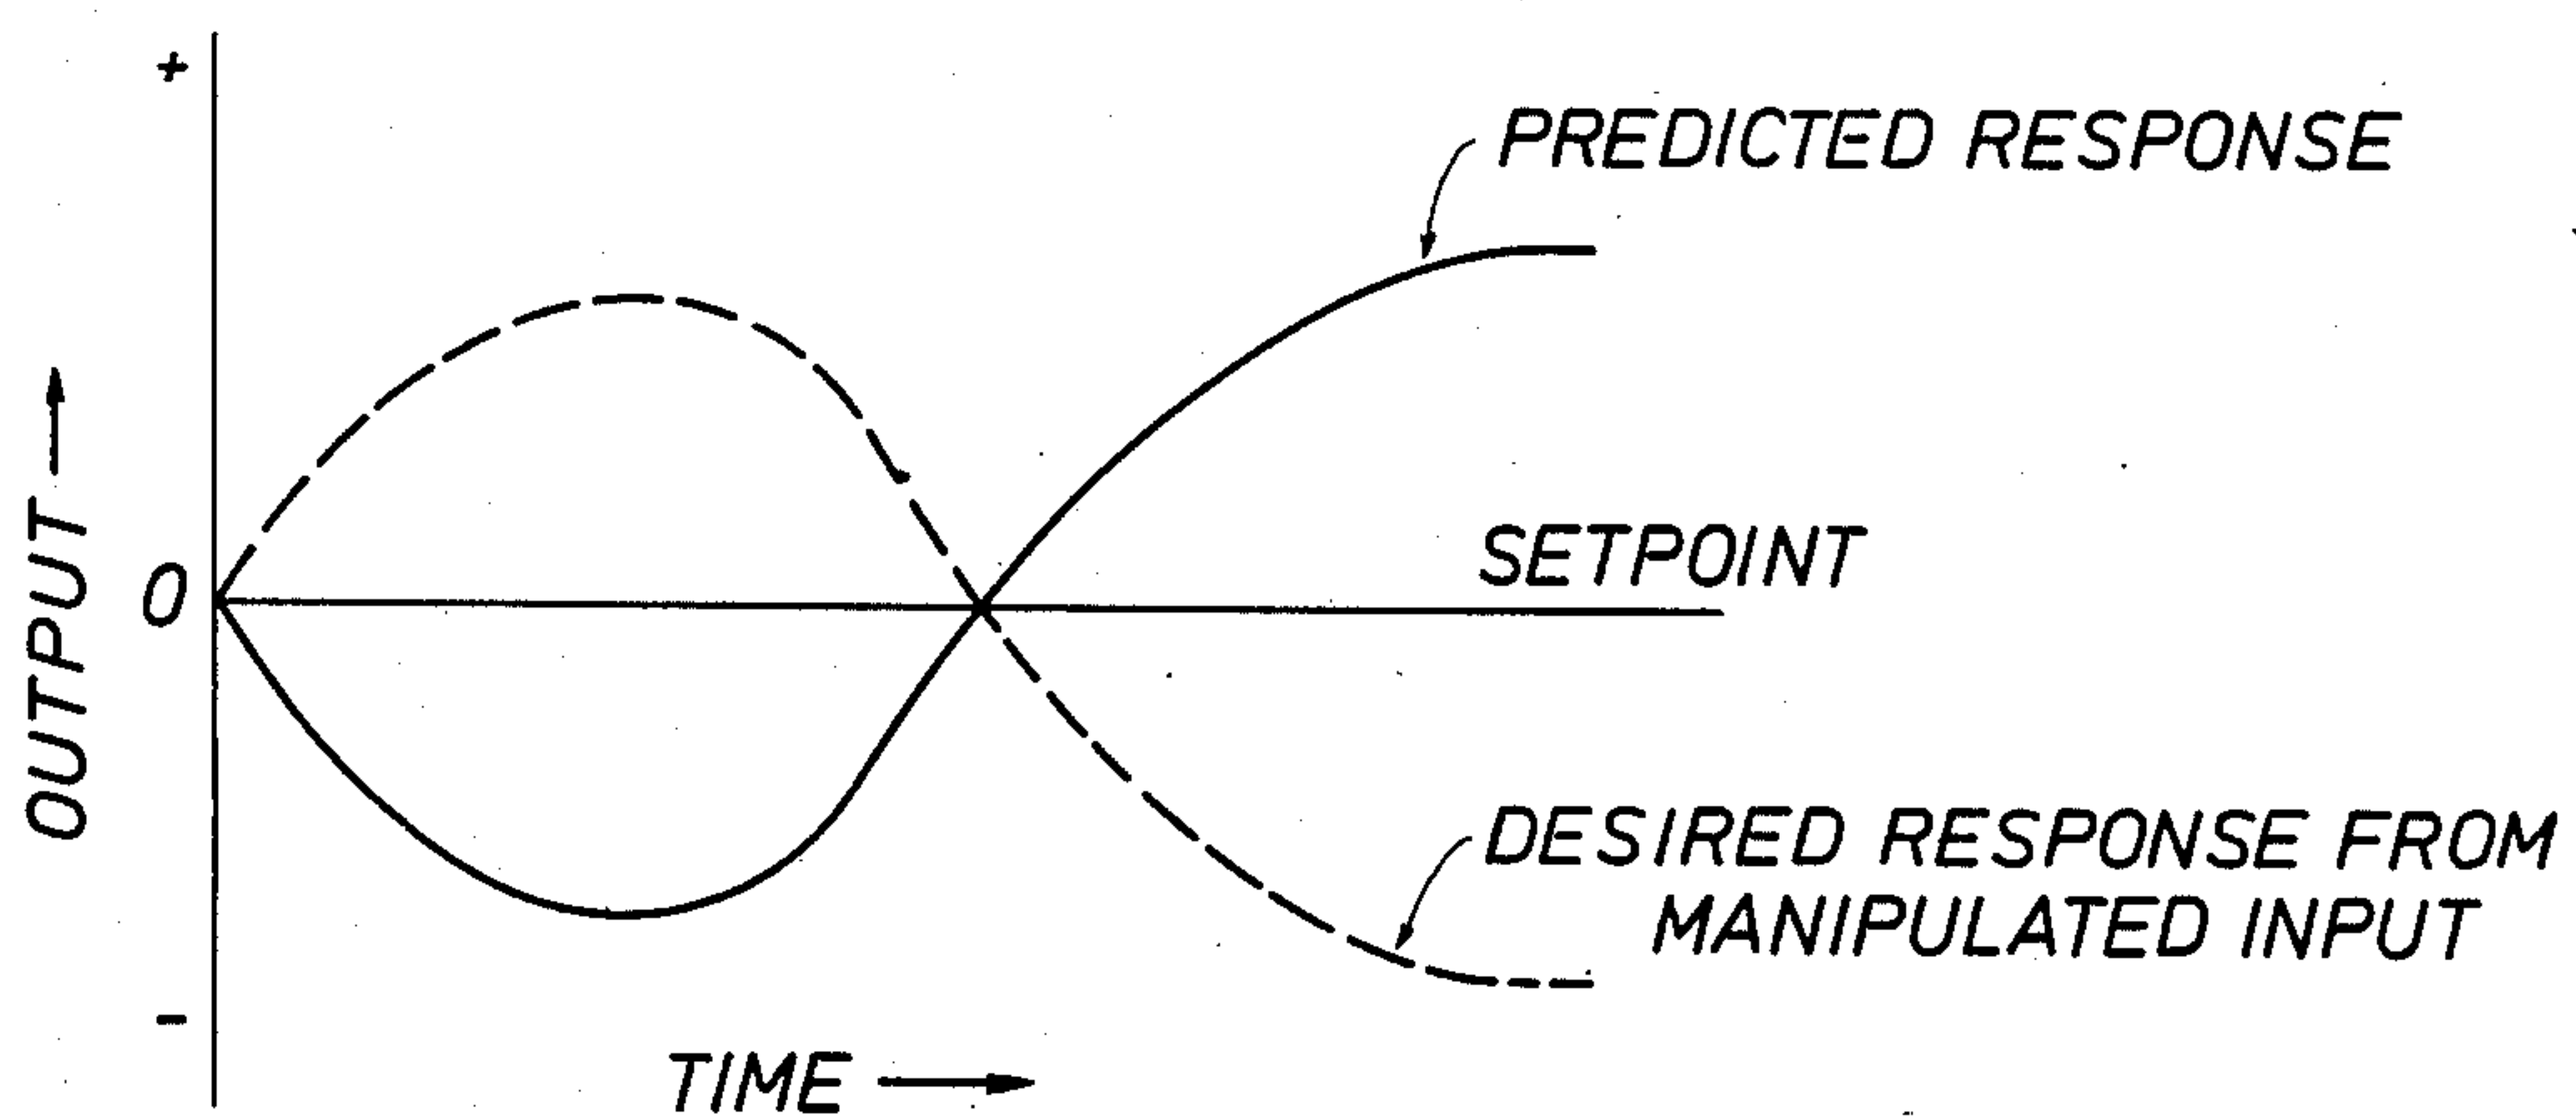 +
PREDICTED RESPONSE
OUTPUT
0
SETPOINT
DESIRED RESPONSE FROM
MANIPULATED INPUT
-
TIME